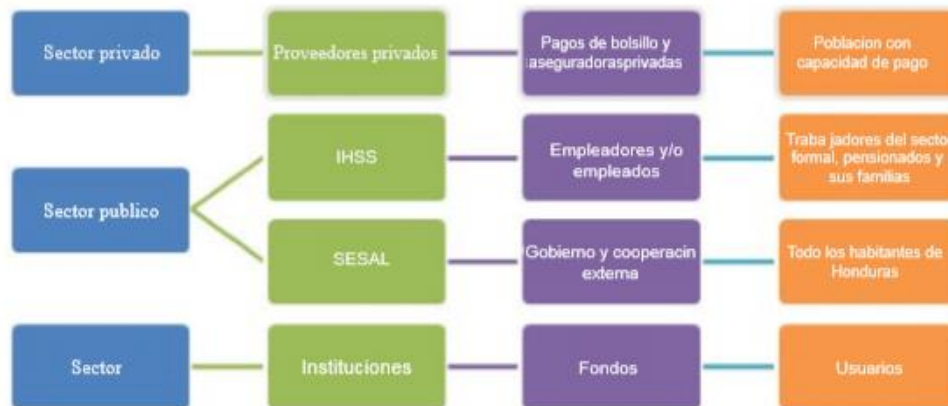 Sector privado
Proveedores privados
Pagos de bolsillo y
aseguradorasprivadas
Poblacion con
capacidad de pago
Sector publico
IHSS
Empleadores y/o
empleados
Traba jadores del secto
formal, pensionados y
sus familias
SESAL
Gobierno y cooperacin
externa
Todo los habitantes de
Honduras
Sector
Instituciones
Fondos
Usuarios